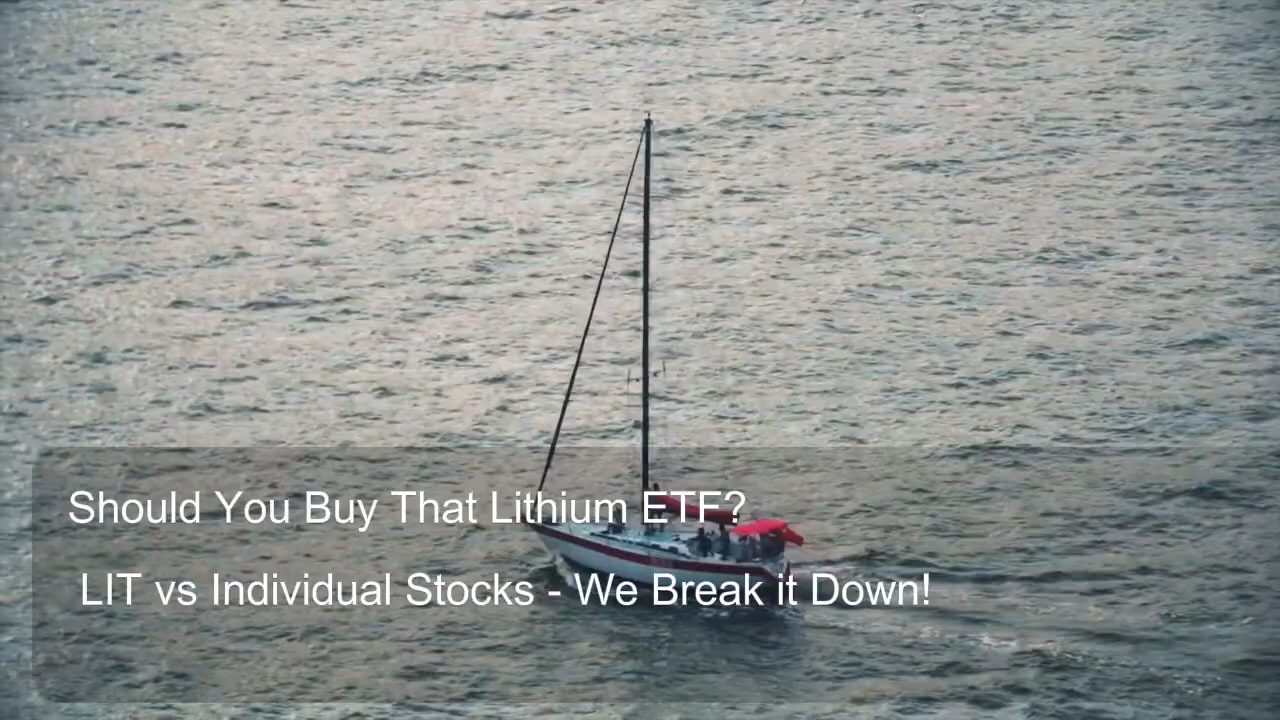 Should You Buy That Lithium ETF?
LIT vs Individual Stocks - We Break it Down!